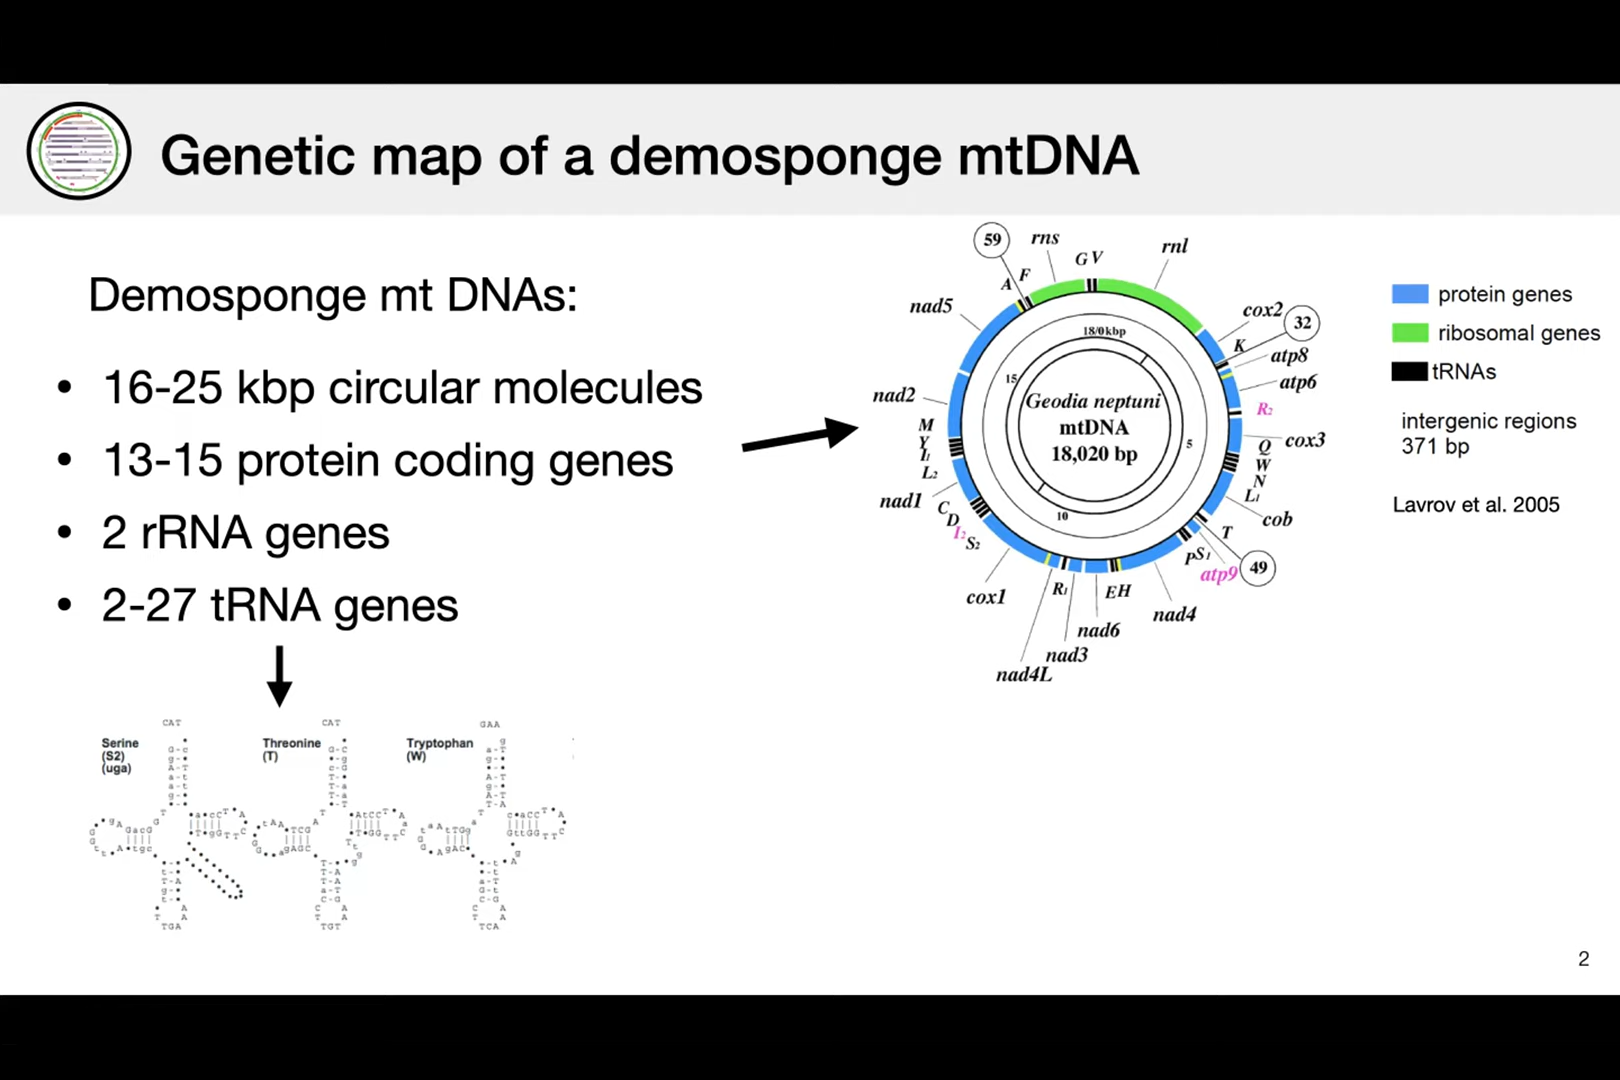 Genetic map of a demosponge mtDNA
Demosponge mt DNAs:
• 16-25 kbp circular molecules
• 13-15 protein coding genes
• 2 rRNA genes
• 2-27 tRNA genes
59
rns
G V
rnl
F
A
nad5
cox2
32
K
atp8
atp6
R2
cox3
Q
W
N
L1
cob
T
S1
P
atp9
49
nad4
E H
nad6
nad3
nad4L
R1
cox1
S2
I2
D
C
nad1
L2
I1
Y
M
nad2
18/0 kbp
15
5
10
Geodia neptuni
mtDNA
18,020 bp
protein genes
ribosomal genes
tRNAs
intergenic regions
371 bp
Lavrov et al. 2005
CAT
Serine
(S2)
(uga)
TGA
CAT
Threonine
(T)
TGT
GAA
Tryptophan
(W)
TCA
2